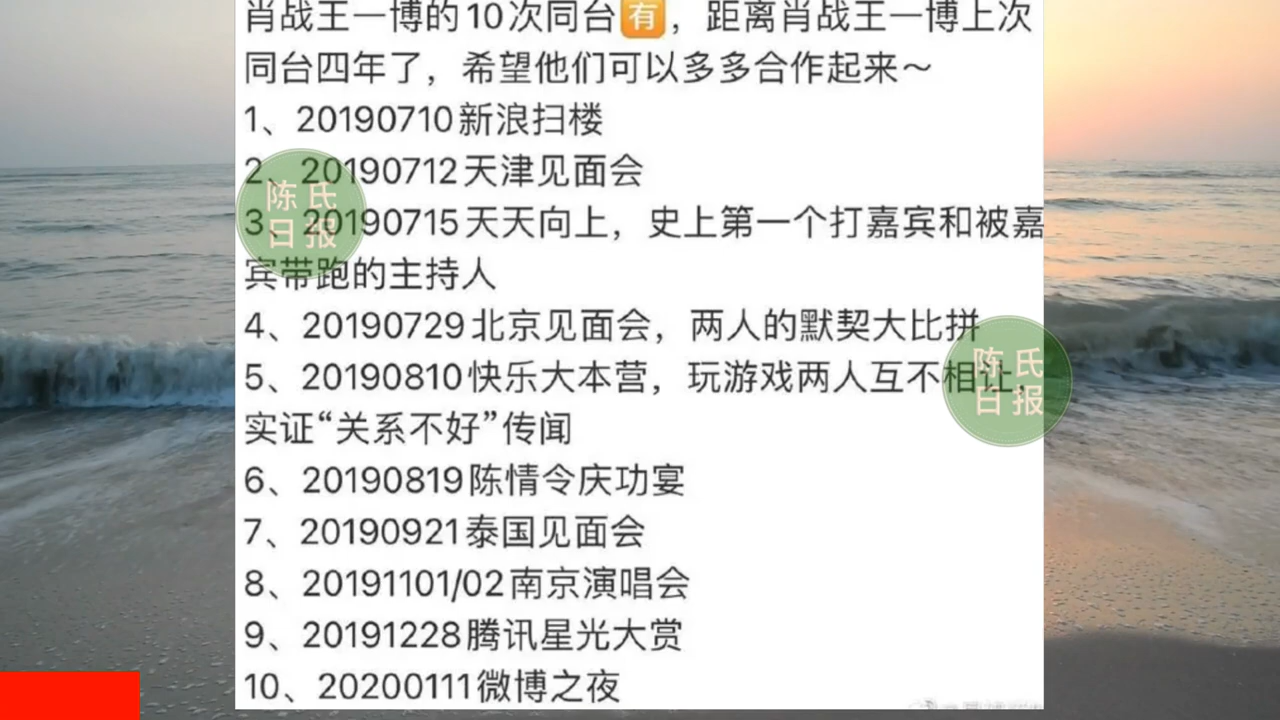 肖战王一博的10次同台🈶，距离肖战王一博上次
同台四年了，希望他们可以多多合作起来～
1、20190710新浪扫楼
2、20190712天津见面会
3、20190715天天向上，史上第一个打嘉宾和被嘉
宾带跑的主持人
4、20190729北京见面会，两人的默契大比拼
5、20190810快乐大本营，玩游戏两人互不相让，
实证“关系不好”传闻
6、20190819陈情令庆功宴
7、20190921泰国见面会
8、20191101/02南京演唱会
9、20191228腾讯星光大赏
10、20200111微博之夜
陈氏
日报
陈氏
日报